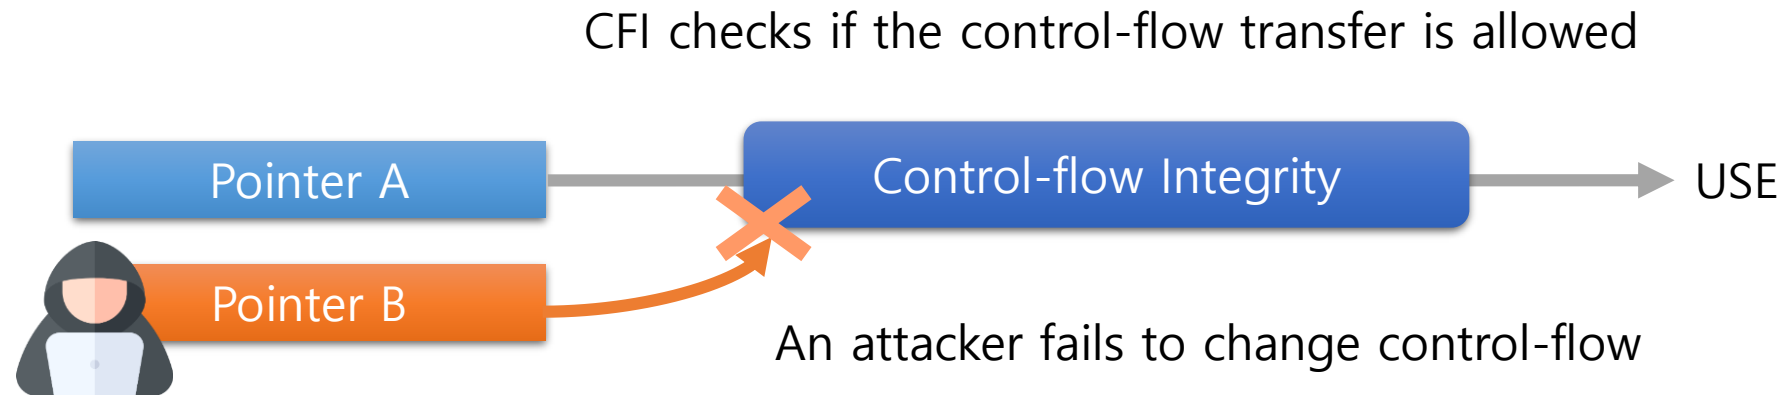 CFI checks if the control-flow transfer is allowed
Pointer A
Control-flow Integrity
USE
Pointer B
An attacker fails to change control-flow